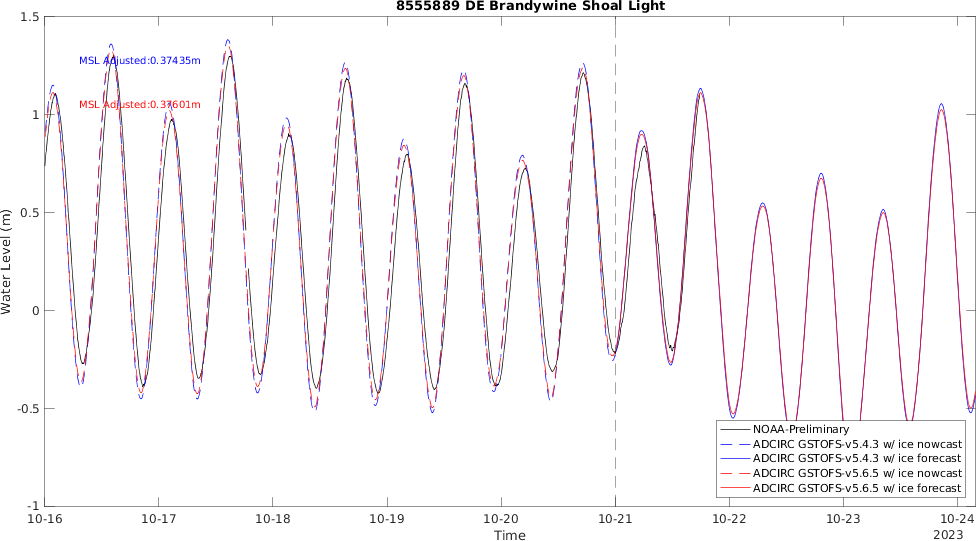 8555889 DE Brandywine Shoal Light
MSL Adjusted:0.37435m
MSL Adjusted:0.37601m
Water Level (m)
1.5
1
0.5
0
-0.5
-1
10-16
10-17
10-18
10-19
10-20
10-21
10-22
10-23
10-24
Time
2023
NOAA-Preliminary
ADCIRC GSTOFS-v5.4.3 w/ ice nowcast
ADCIRC GSTOFS-v5.4.3 w/ ice forecast
ADCIRC GSTOFS-v5.6.5 w/ ice nowcast
ADCIRC GSTOFS-v5.6.5 w/ ice forecast